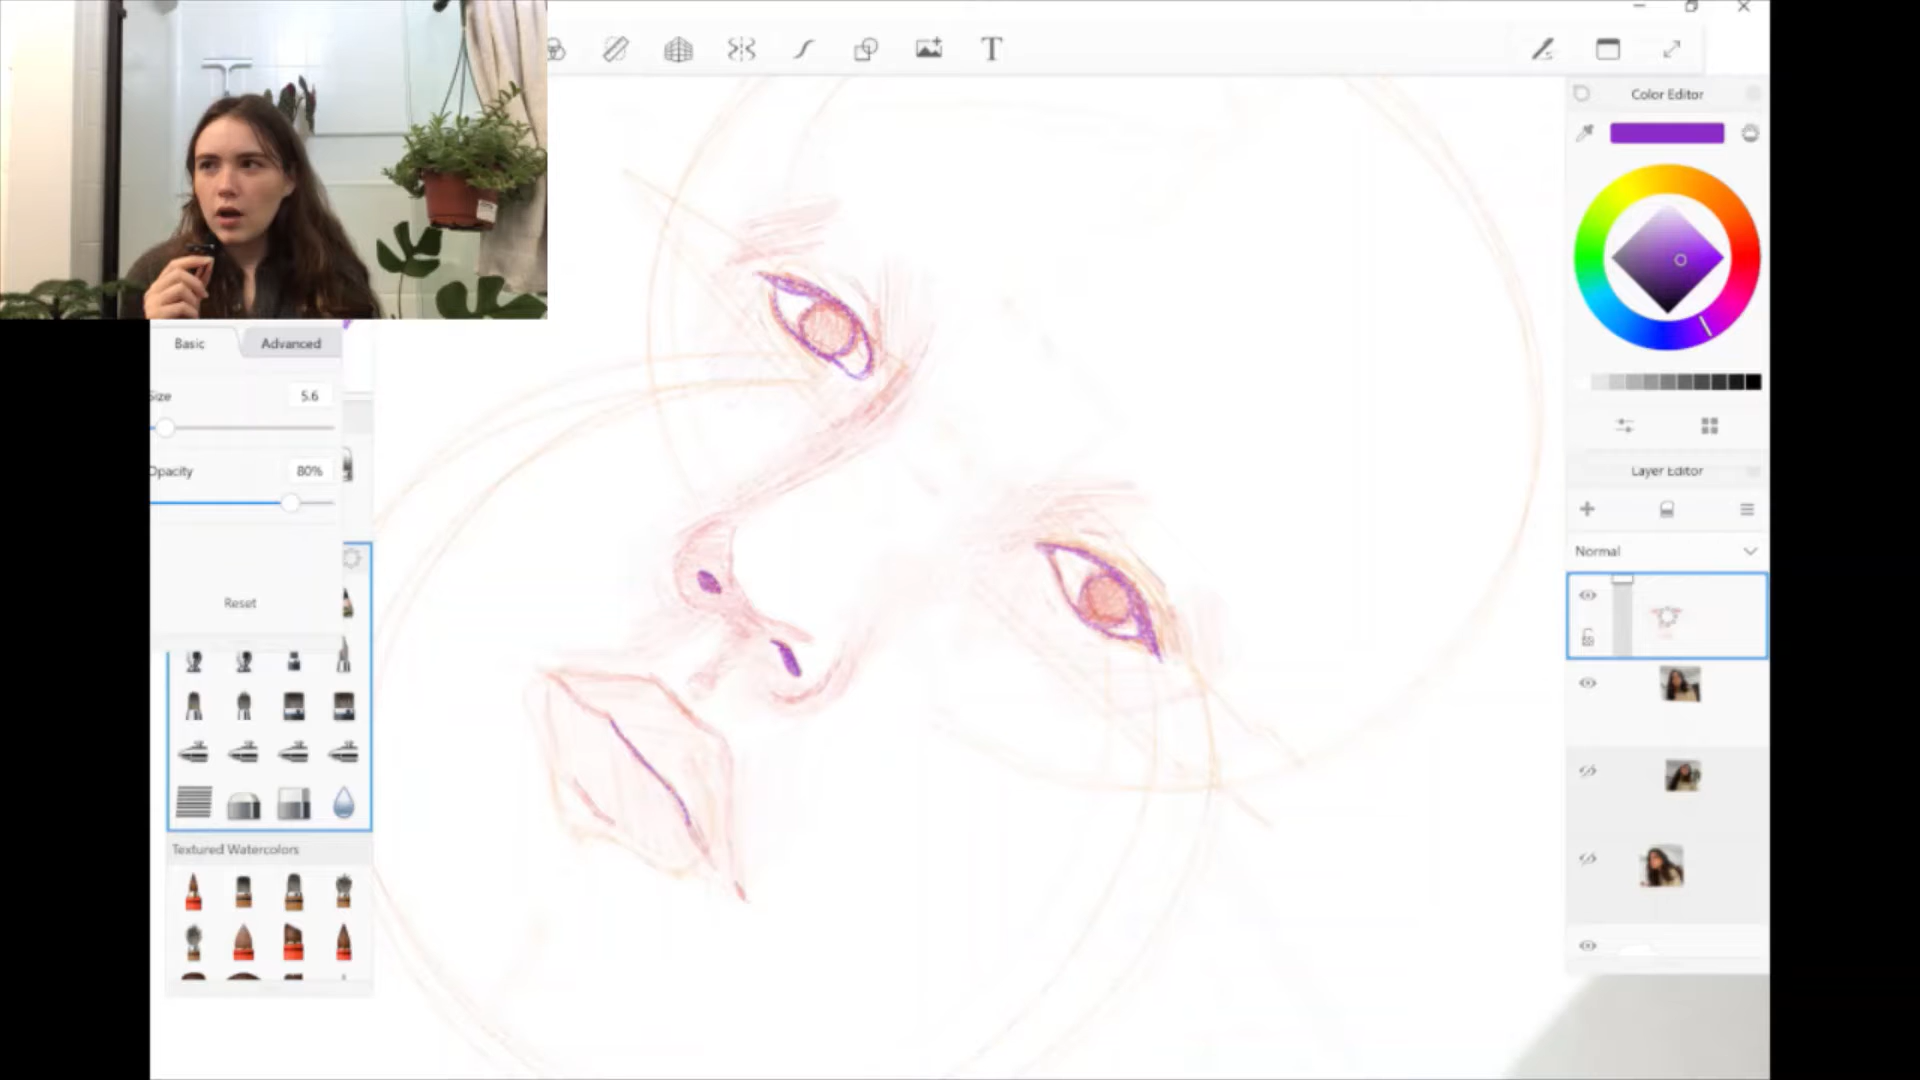 T
Color Editor
Basic
Advanced
Size
5.6
Opacity
80%
Reset
Layer Editor
Normal
Textured Watercolors